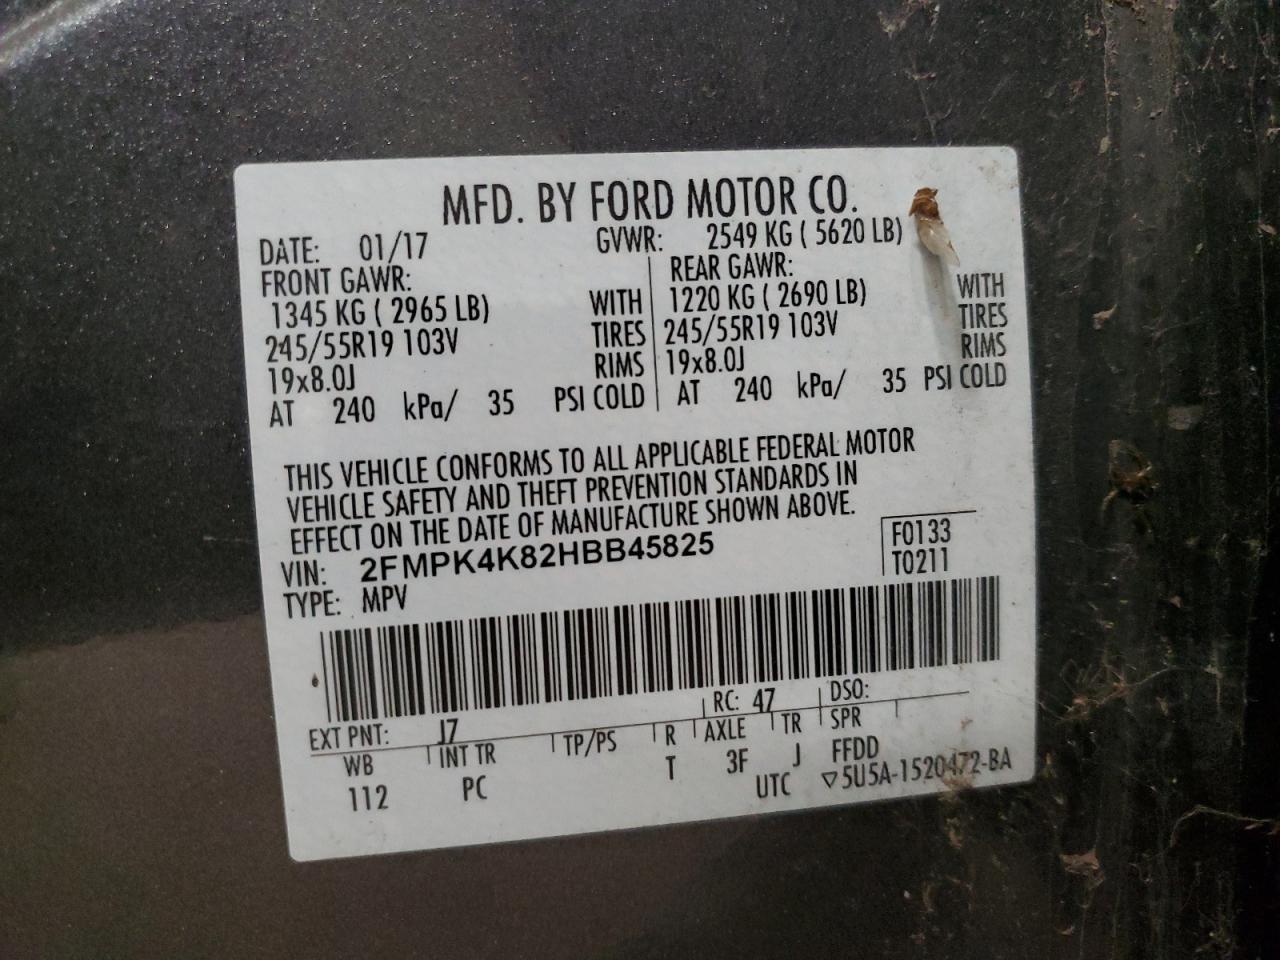 MFD. BY FORD MOTOR CO.
DATE: 01/17 GVWR: 2549 KG ( 5620 LB)
FRONT GAWR: REAR GAWR:
1345 KG ( 2965 LB) WITH 1220 KG ( 2690 LB) WITH
245/55R19 103V TIRES 245/55R19 103V TIRES
19x8.0J RIMS 19x8.0J RIMS
AT 240 kPa/ 35 PSI COLD AT 240 kPa/ 35 PSI COLD
THIS VEHICLE CONFORMS TO ALL APPLICABLE FEDERAL MOTOR
VEHICLE SAFETY AND THEFT PREVENTION STANDARDS IN
EFFECT ON THE DATE OF MANUFACTURE SHOWN ABOVE.
VIN: 2FMPK4K82HBB45825 F0133
TYPE: MPV T0211
EXT PNT: J7 RC: 47 DSO:
WB INT TR TP/PS R AXLE TR SPR
112 PC T 3F J FFDD
UTC ▽5U5A-1520472-BA